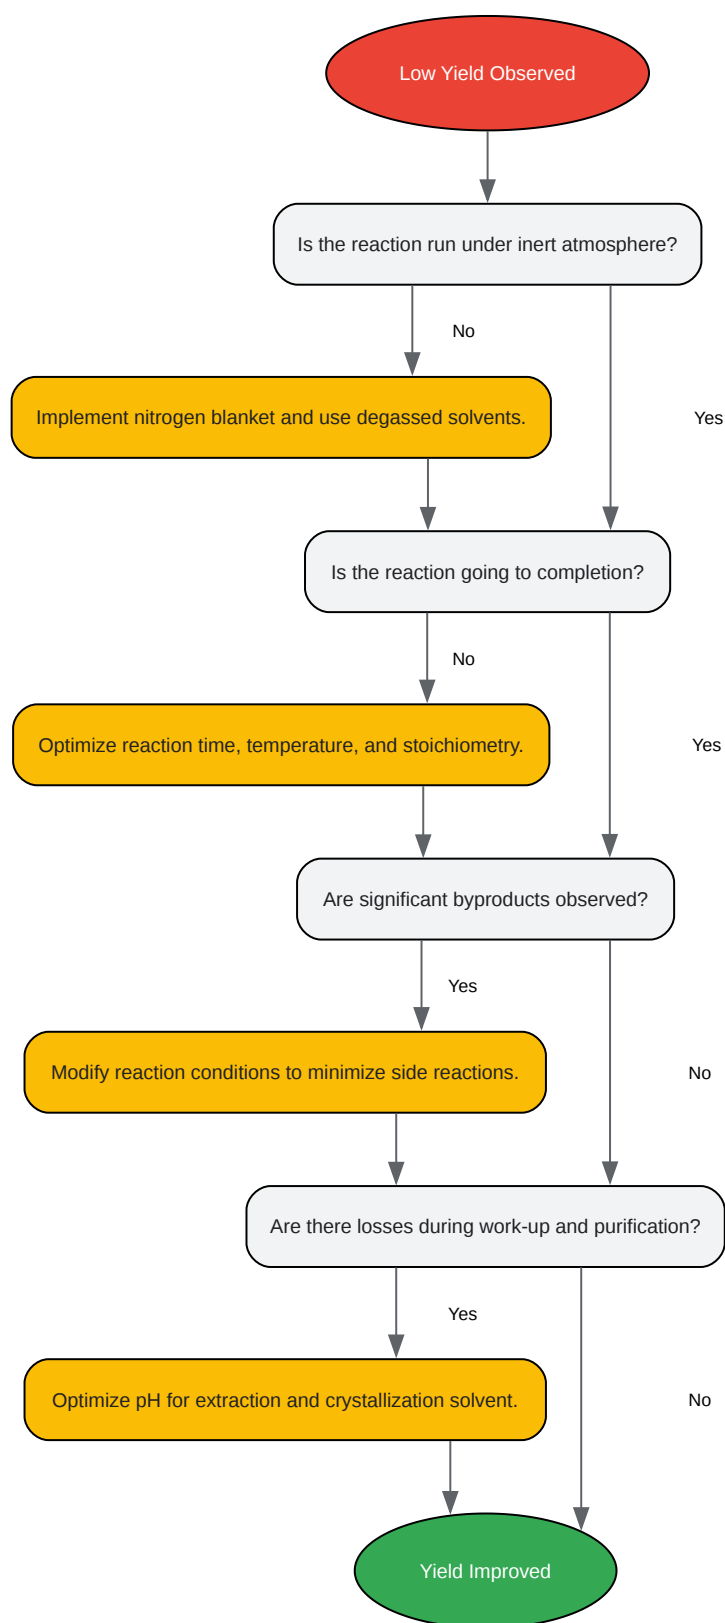 Low Yield Observed
Is the reaction run under inert atmosphere?
No
Implement nitrogen blanket and use degassed solvents.
Yes
Is the reaction going to completion?
No
Optimize reaction time, temperature, and stoichiometry.
Yes
Are significant byproducts observed?
Yes
Modify reaction conditions to minimize side reactions.
No
Are there losses during work-up and purification?
Yes
Optimize pH for extraction and crystallization solvent.
No
Yield Improved